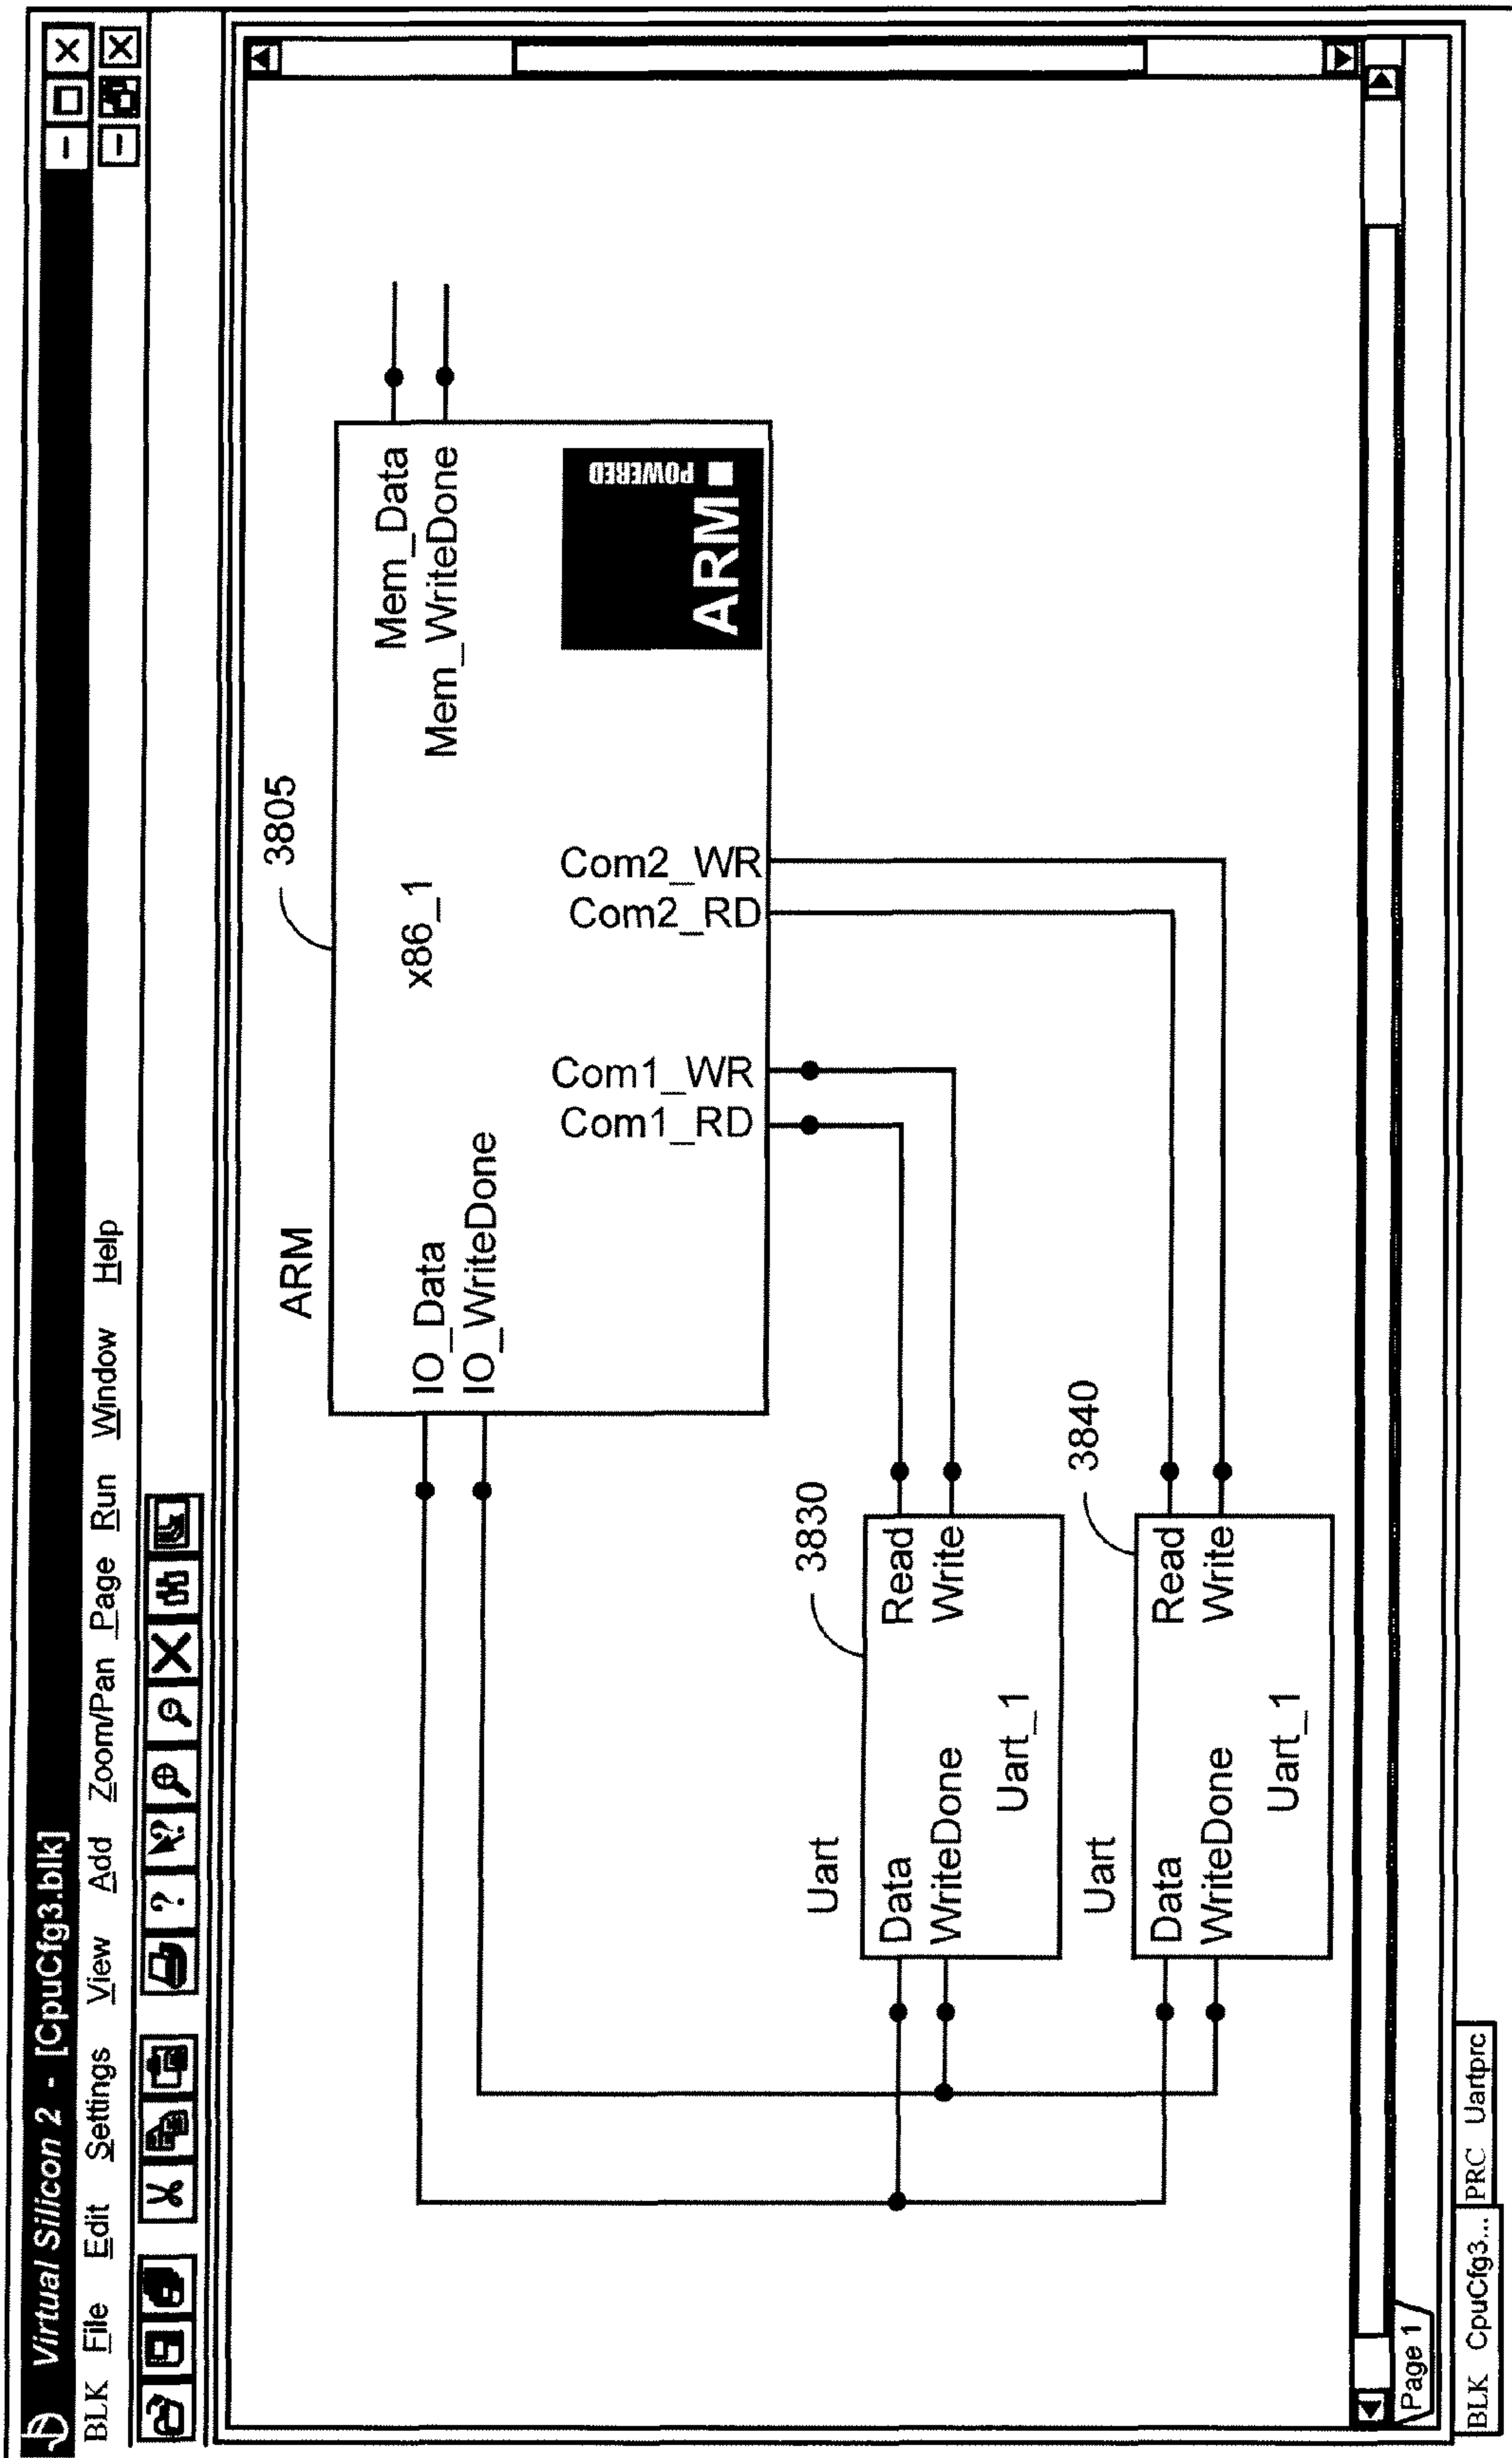 Virtual Silicon 2 - [CpuCfg3.blk]
BLK File Edit Settings View Add Zoom/Pan Page Run Window Help
ARM
3805
IO_Data
IO_WriteDone
x86_1
Mem_Data
Mem_WriteDone
Com1_RD
Com1_WR
Com2_RD
Com2_WR
POWERED
ARM
Uart
3830
Data
WriteDone
Read
Write
Uart_1
Uart
3840
Data
WriteDone
Read
Write
Uart_1
Page 1
BLK CpuCfg3...
PRC Uartprc